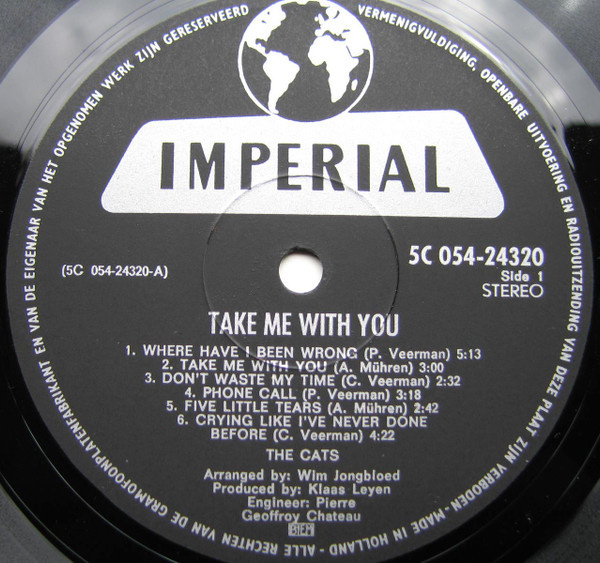 ALLE RECHTEN VAN DE GRAMOFOONPLATENFABRIKANT EN VAN DE EIGENAAR VAN HET OPGENOMEN WERK ZIJN GERESERVEERD
VERMENIGVULDIGING, OPENBARE UITVOERING EN RADIOUITZENDING VAN DEZE PLAAT ZIJN VERBODEN - MADE IN HOLLAND -
IMPERIAL
5C 054-24320
(5C 054-24320-A)
Side 1
STEREO
TAKE ME WITH YOU
1. WHERE HAVE I BEEN WRONG (P. Veerman) 5:13
2. TAKE ME WITH YOU (A. Mühren) 3:00
3. DON'T WASTE MY TIME (C. Veerman) 2:32
4. PHONE CALL (P. Veerman) 3:18
5. FIVE LITTLE TEARS (A. Mühren) 2:42
6. CRYING LIKE I'VE NEVER DONE
BEFORE (C. Veerman) 4:22
THE CATS
Arranged by: Wim Jongbloed
Produced by: Klaas Leyen
Engineer: Pierre
Geoffroy Chateau
BIEM